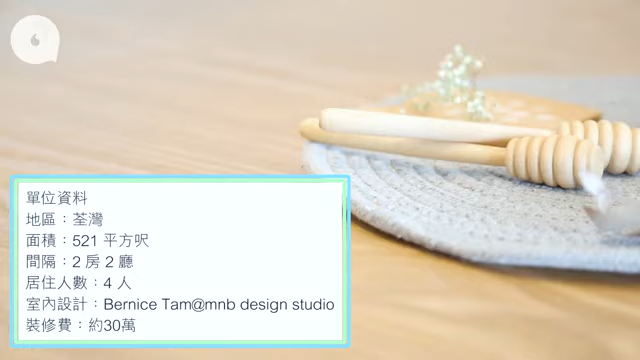 單位資料
地區：荃灣
面積：521 平方呎
間隔：2 房 2 廳
居住人數：4 人
室內設計：Bernice Tam@mnb design studio
裝修費：約30萬